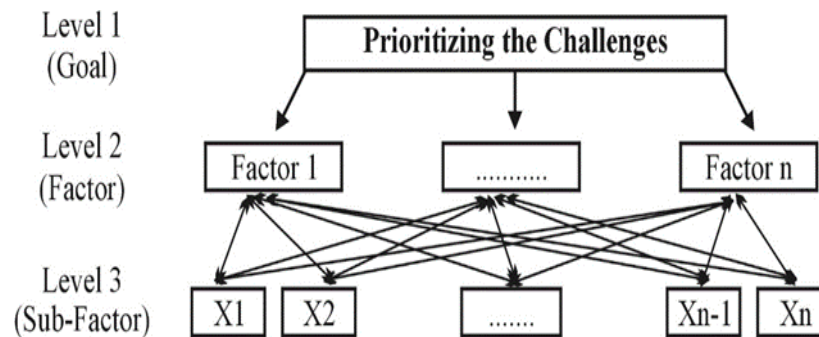 Level 1
(Goal)
Prioritizing the Challenges
Level 2
(Factor)
Factor 1
...........
Factor n
Level 3
(Sub-Factor)
X1
X2
.......
Xn-1
Xn